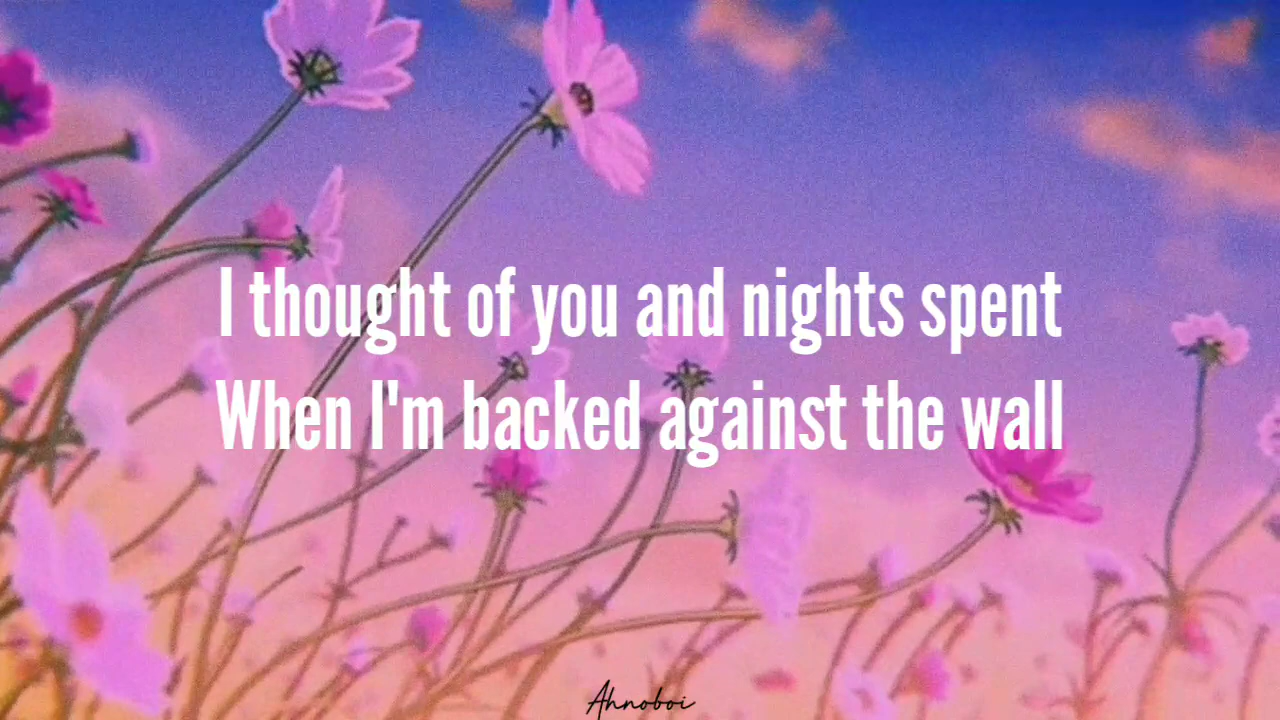 I thought of you and nights spent
When I'm backed against the wall
Ahnoboi